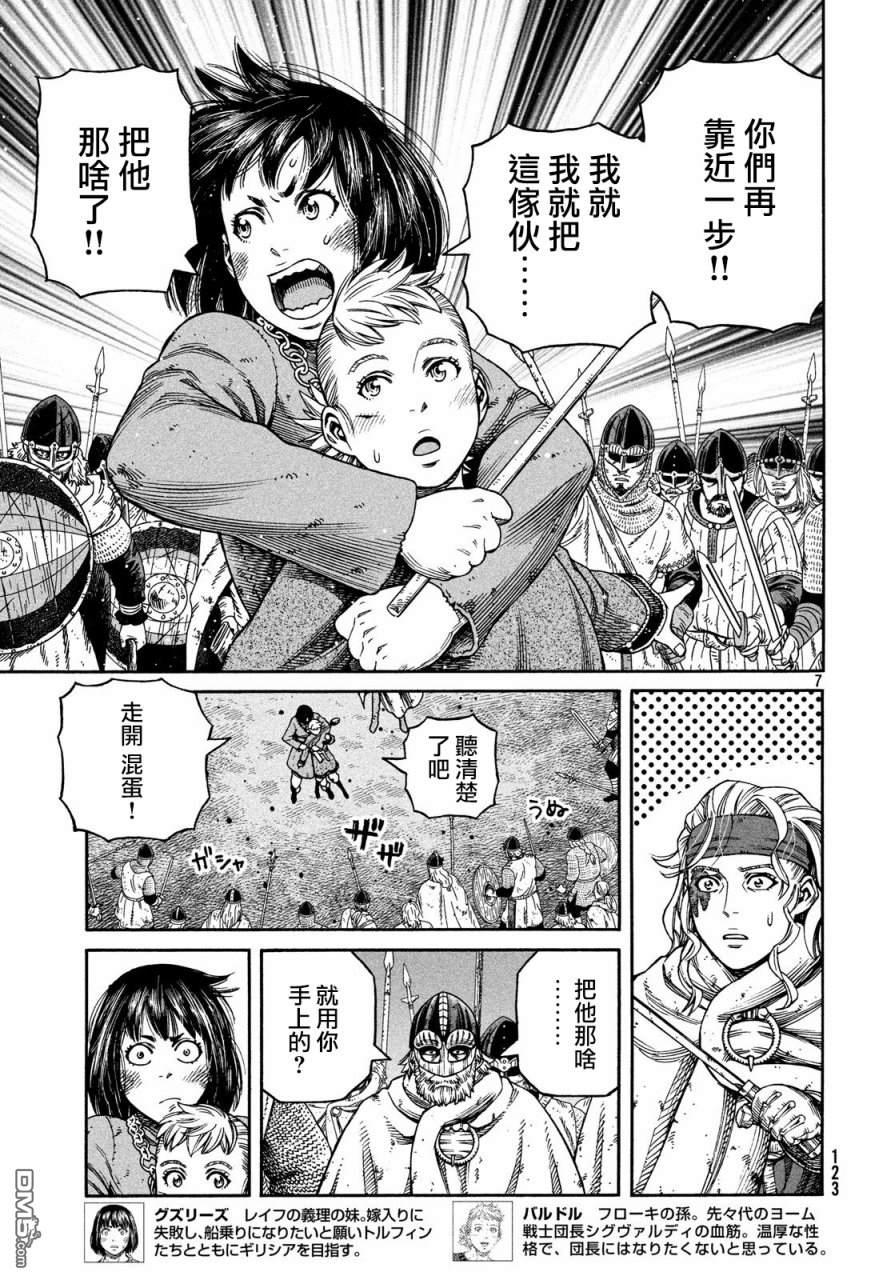 你們再
靠近一步!!
我就
我就把
這傢伙
……
把他
那啥了!!
7
聽清楚
了吧
走開 混蛋!
うぬ
ザザ
ガシャ
把他那啥
……
就用你
手上的?
123
グズリーズ レイフの義理の妹。嫁入りに
失敗し、船乗りになりたいと願いトルフィン
たちとともにギリシアを目指す。
バルドル フローキの孫。先々代のヨーム
戦士団長シグヴァルディの血筋。温厚な性
格で、団長にはなりたくないと思っている。
DM5.com